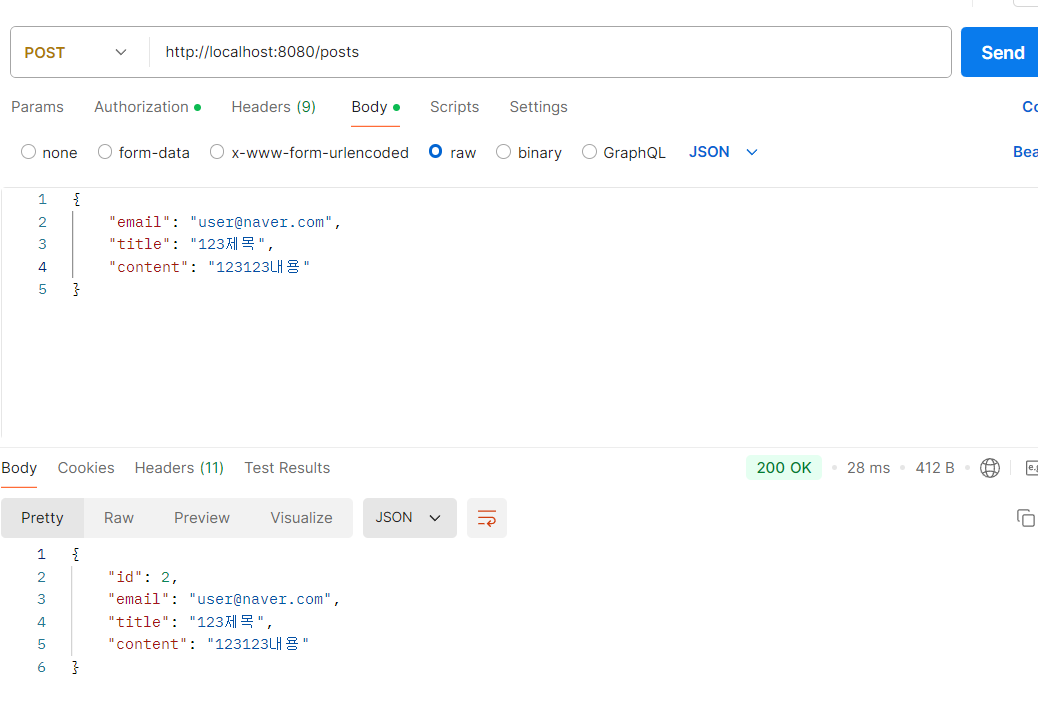 POST http://localhost:8080/posts Send
Params Authorization Headers (9) Body Scripts Settings
none form-data x-www-form-urlencoded raw binary GraphQL JSON
1 {
2 "email": "user@naver.com",
3 "title": "123제목",
4 "content": "123123내용"
5 }
Body Cookies Headers (11) Test Results 200 OK 28 ms 412 B
Pretty Raw Preview Visualize JSON
1 {
2 "id": 2,
3 "email": "user@naver.com",
4 "title": "123제목",
5 "content": "123123내용"
6 }